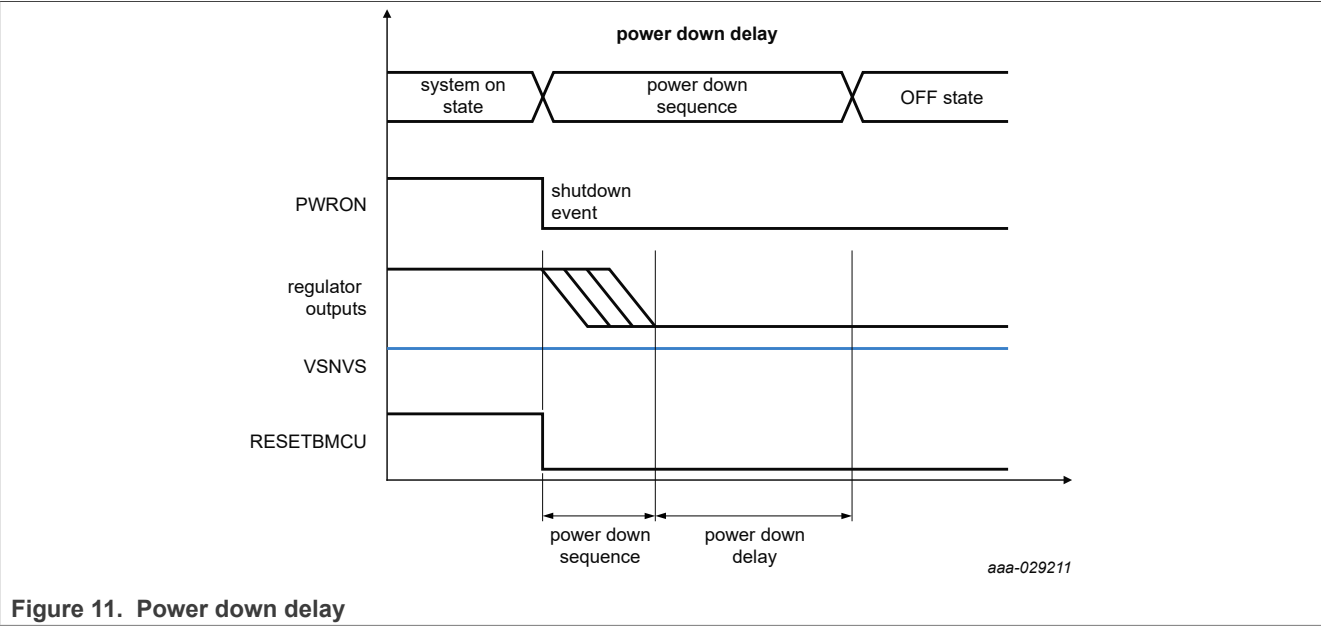 power down delay
system on
state
power down
sequence
OFF state
PWRON
shutdown
event
regulator
outputs
VSNVS
RESETBMCU
power down
sequence
power down
delay
aaa-029211
Figure 11. Power down delay